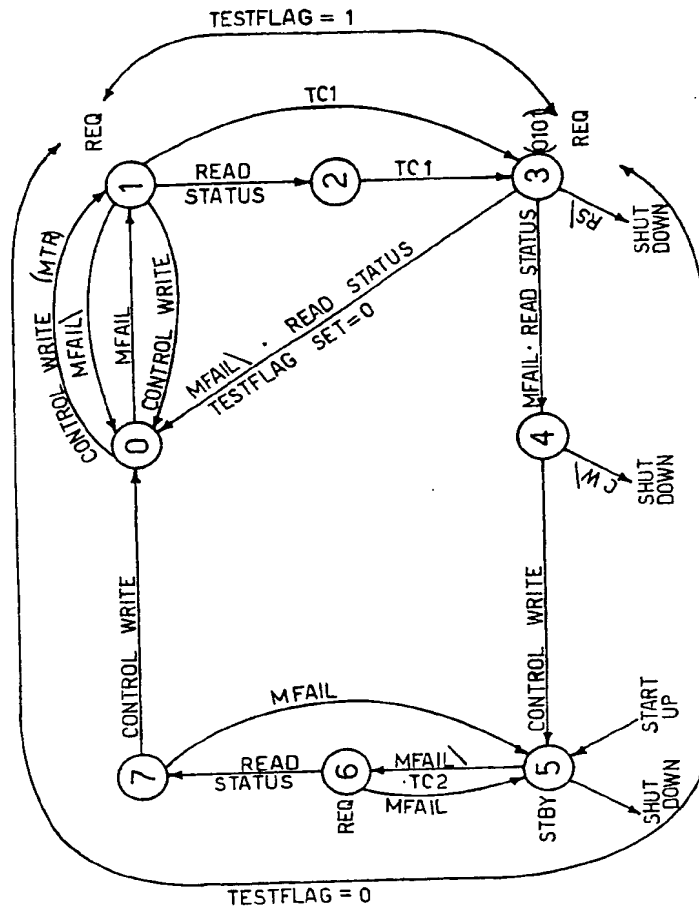 TESTFLAG = 1
REQ
TC1
CONTROL WRITE (MTR)
MFAIL\
MFAIL
CONTROL WRITE
0
1
READ
STATUS
2
TC1
3
(010)
REQ
RS\
SHUT
DOWN
MFAIL\ · READ STATUS
TESTFLAG SET=0
MFAIL· READ STATUS
4
CW\
SHUT
DOWN
CONTROL WRITE
CONTROL WRITE
7
MFAIL
READ
STATUS
6
REQ
MFAIL\
·TC2
MFAIL
5
STBY
START
UP
SHUT
DOWN
TESTFLAG = 0